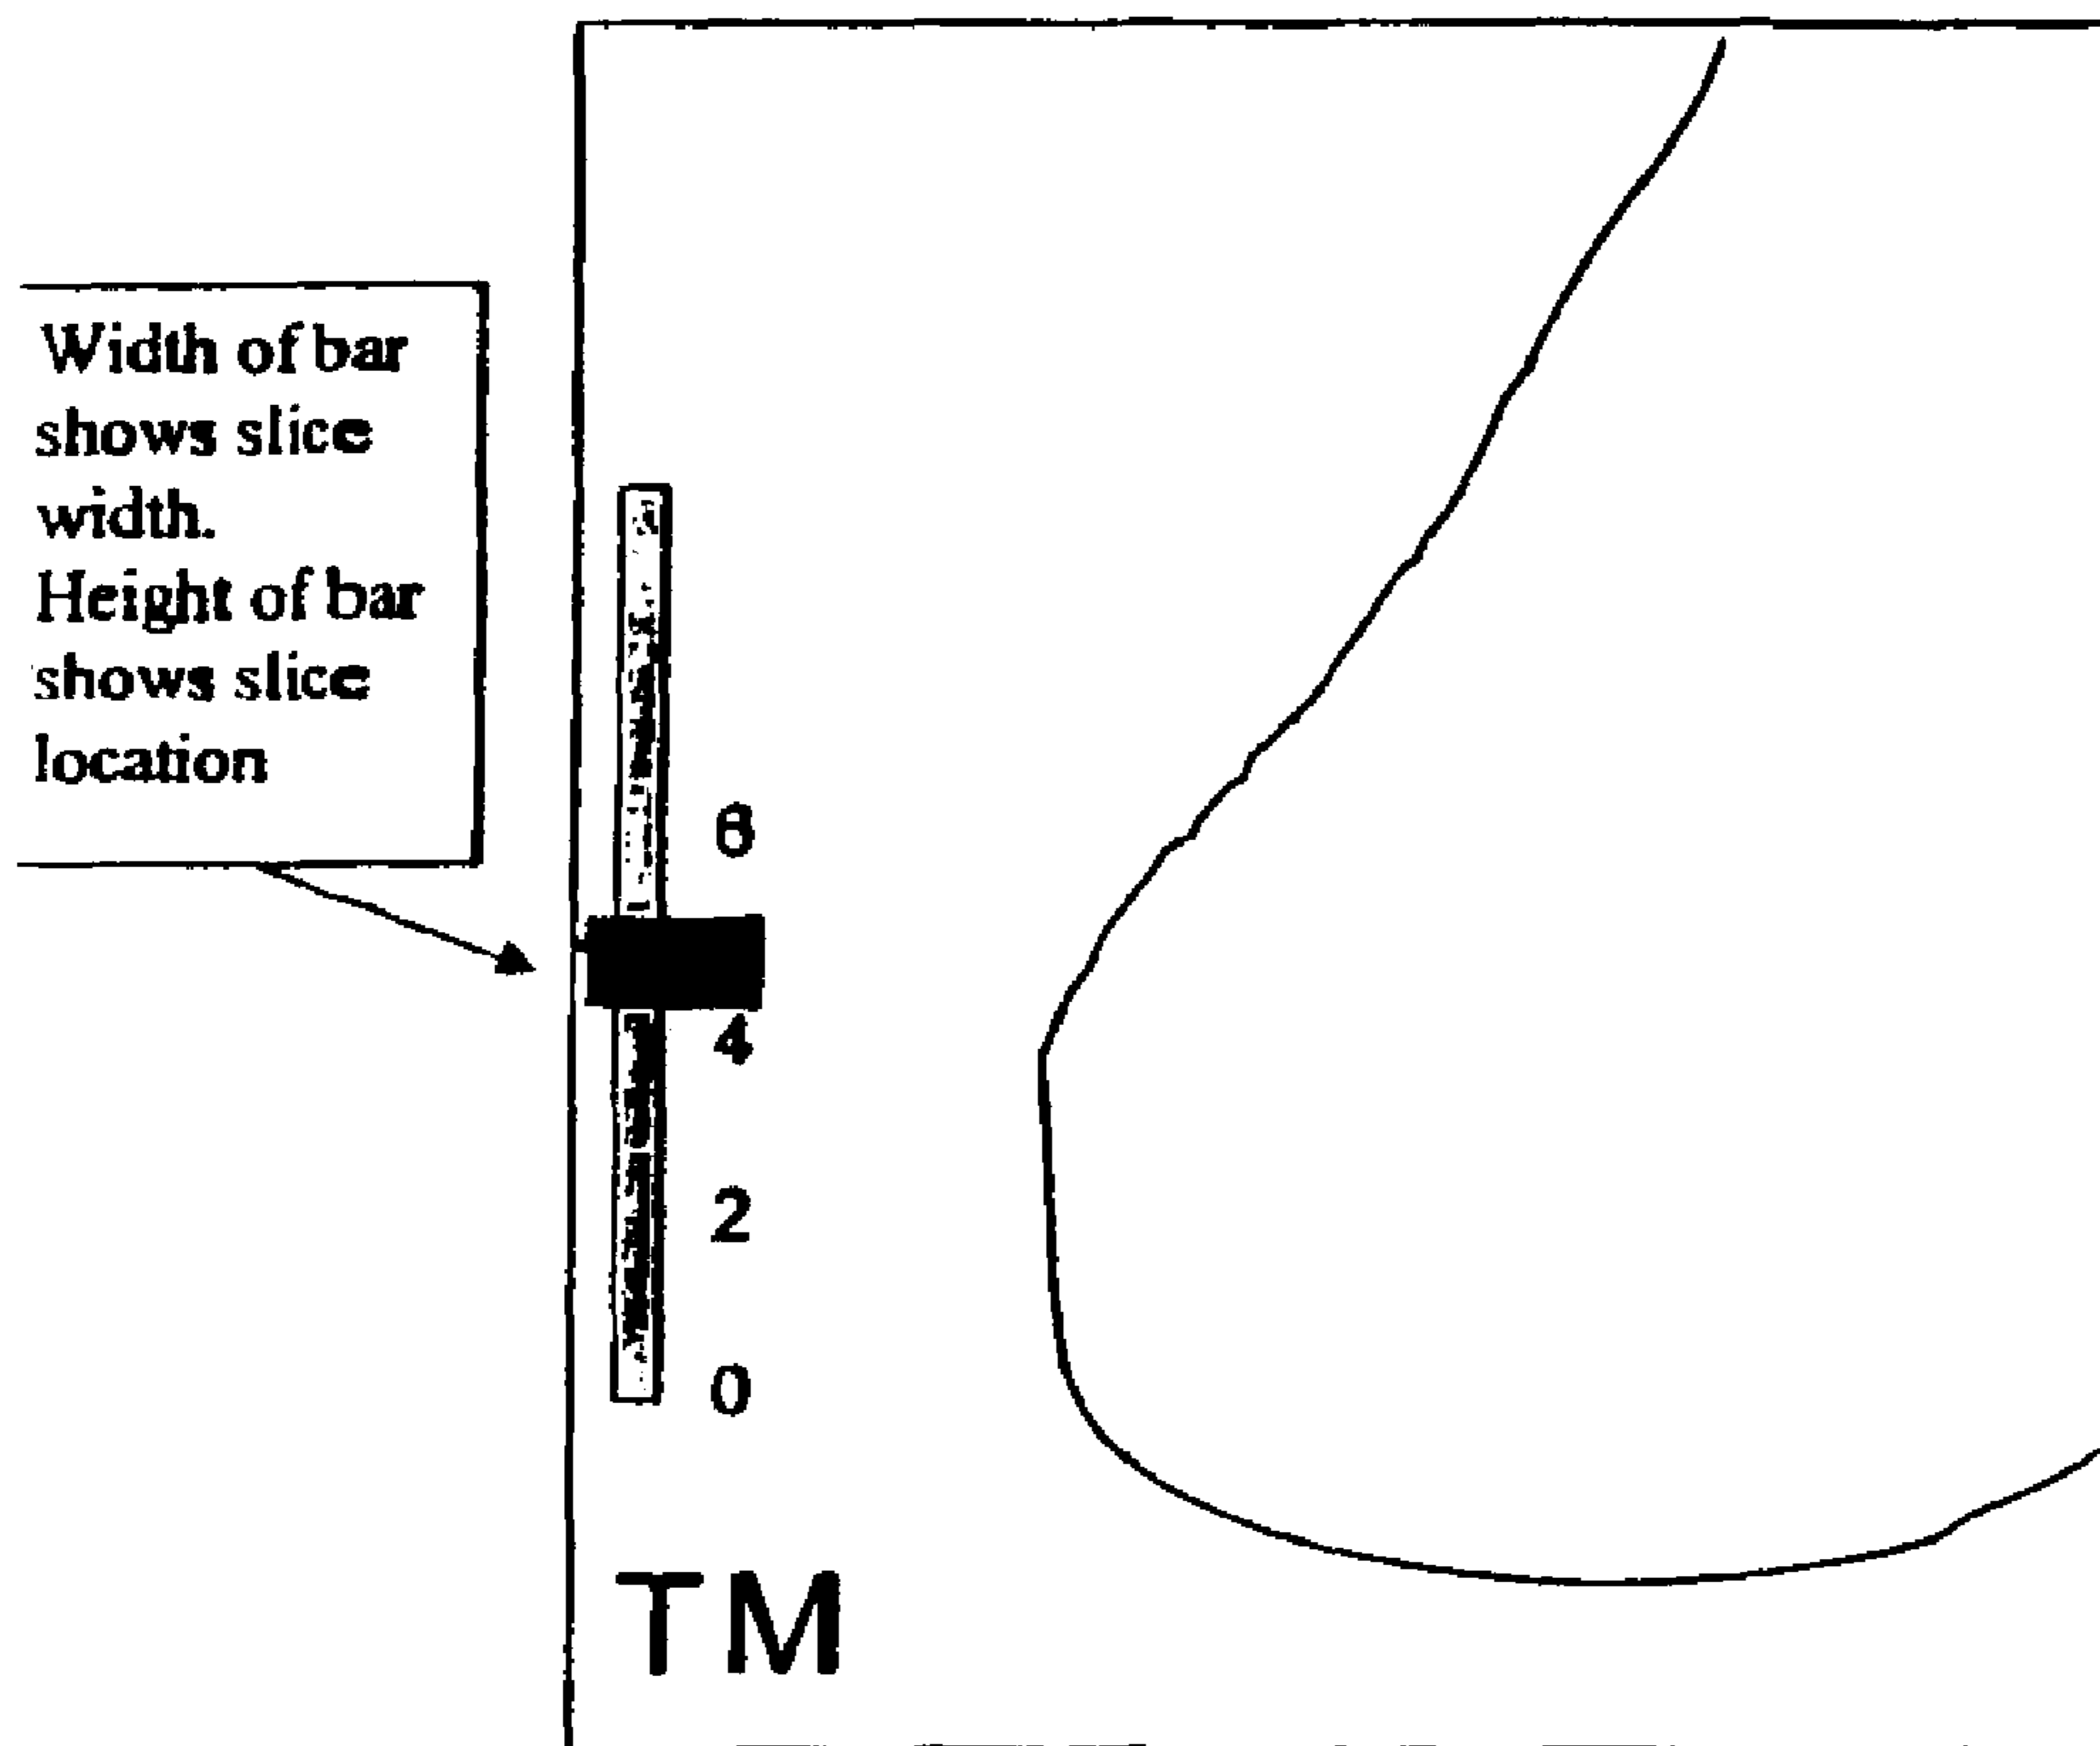 Width of bar
shows slice
width.
Height of bar
shows slice
location
6
4
2
0
TM